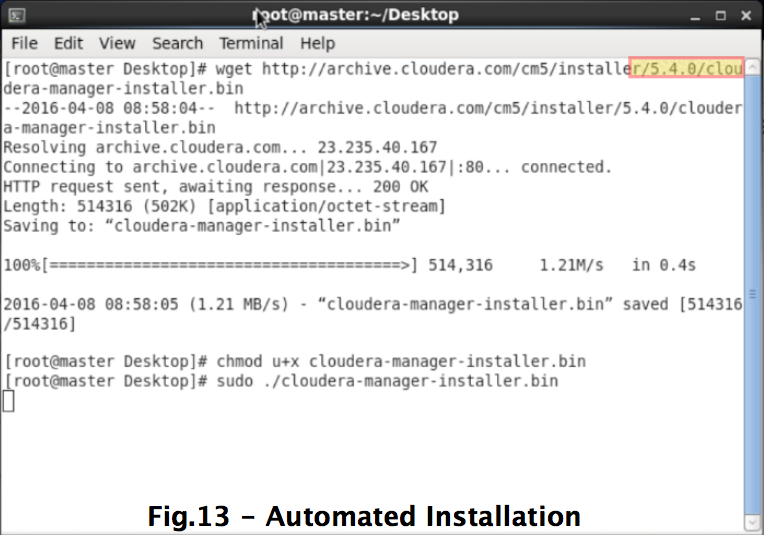 root@master:~/Desktop
File Edit View Search Terminal Help
[root@master Desktop]# wget http://archive.cloudera.com/cm5/installer/5.4.0/clou
dera-manager-installer.bin
--2016-04-08 08:58:04--  http://archive.cloudera.com/cm5/installer/5.4.0/clouder
a-manager-installer.bin
Resolving archive.cloudera.com... 23.235.40.167
Connecting to archive.cloudera.com|23.235.40.167|:80... connected.
HTTP request sent, awaiting response... 200 OK
Length: 514316 (502K) [application/octet-stream]
Saving to: “cloudera-manager-installer.bin”
100%[======================================>] 514,316     1.21M/s   in 0.4s
2016-04-08 08:58:05 (1.21 MB/s) - “cloudera-manager-installer.bin” saved [514316
/514316]
[root@master Desktop]# chmod u+x cloudera-manager-installer.bin
[root@master Desktop]# sudo ./cloudera-manager-installer.bin
Fig.13 – Automated Installation